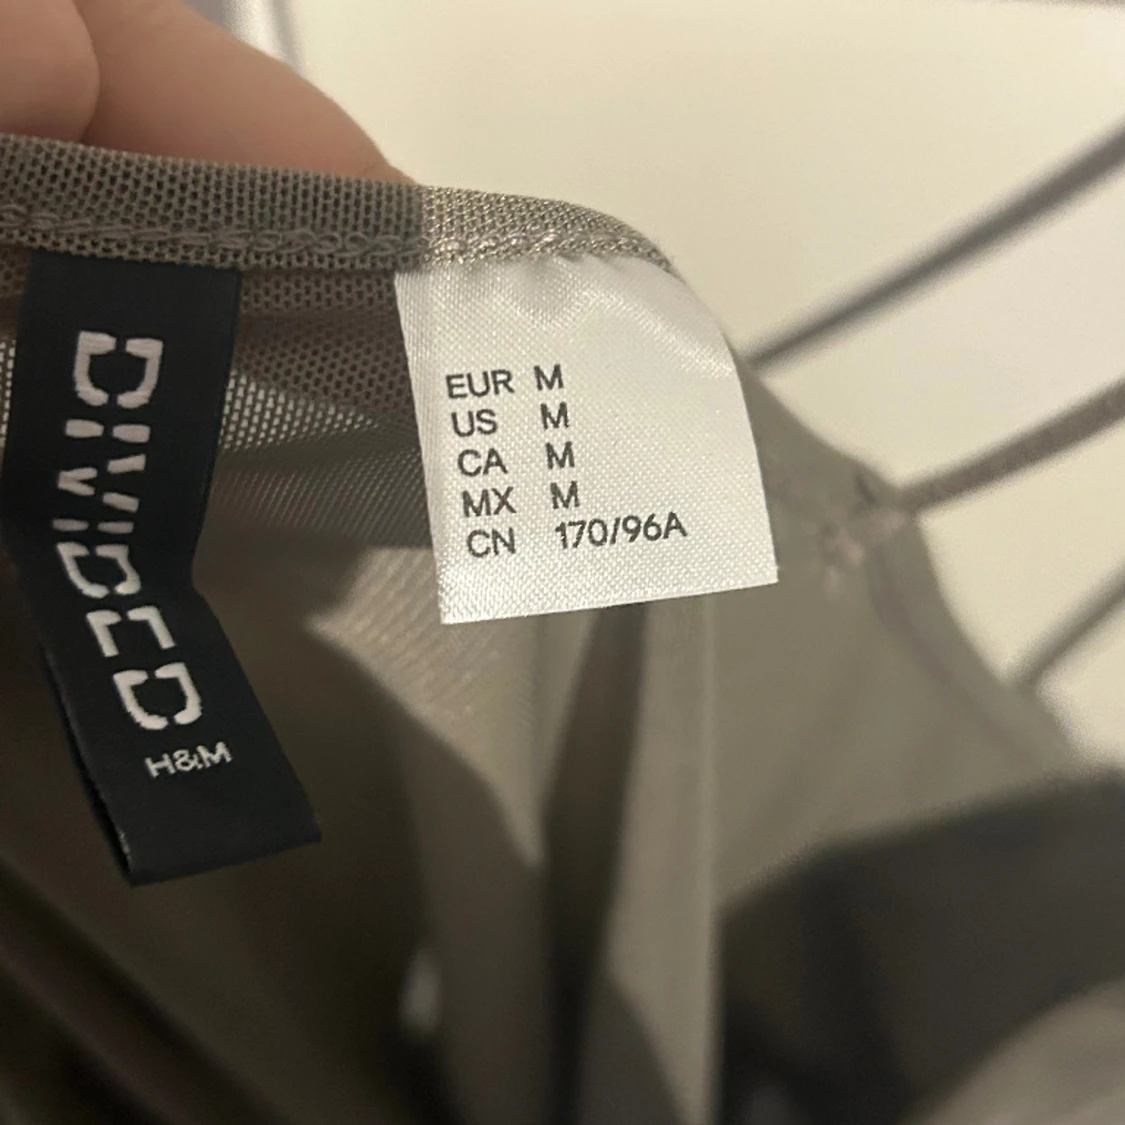 DIVIDED
H&M
EUR M
US M
CA M
MX M
CN 170/96A